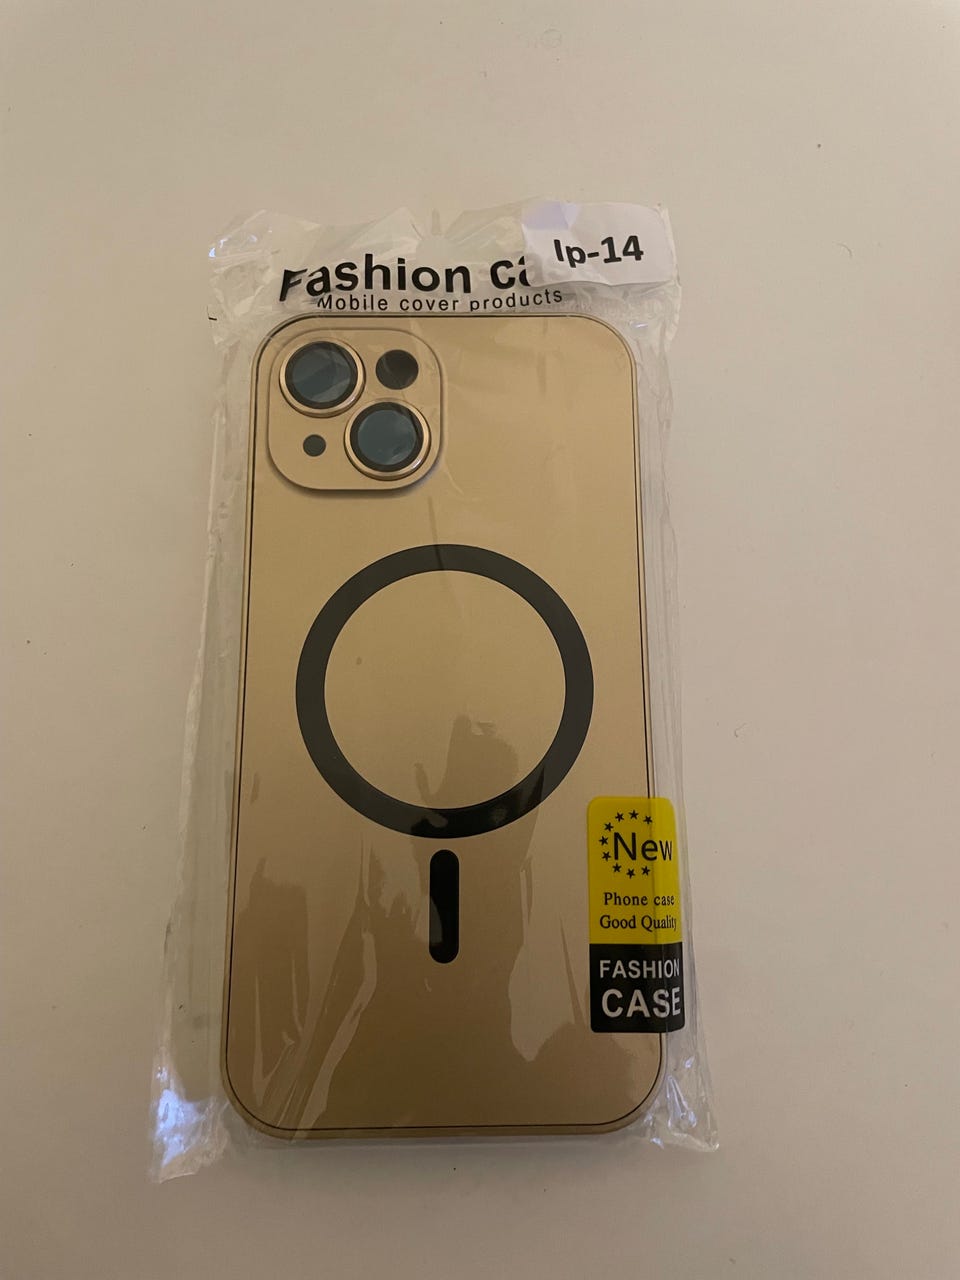 Fashion ca
Ip-14
Mobile cover products
New
Phone case
Good Quality
FASHION
CASE